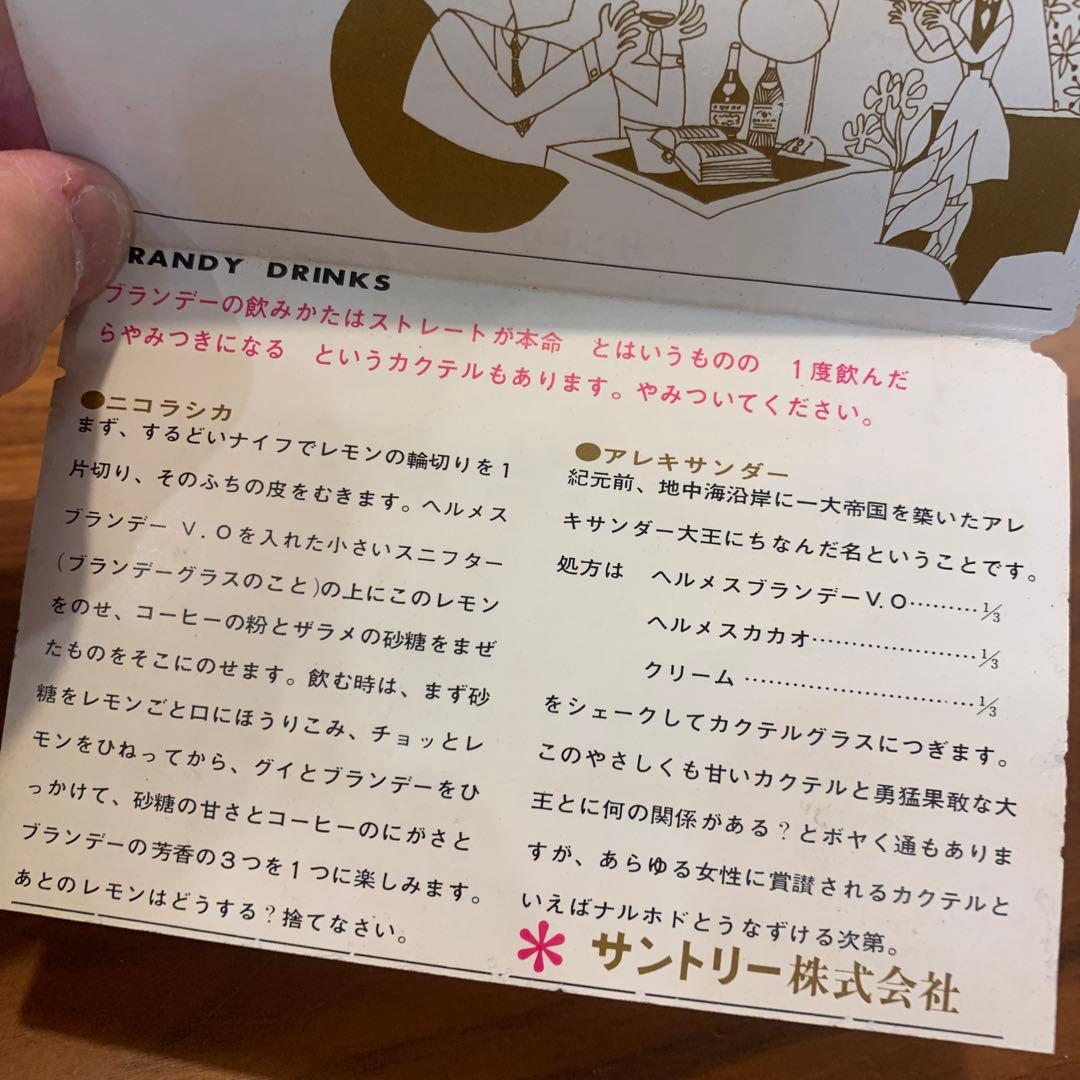 RANDY DRINKS
ブランデーの飲みかたはストレートが本命 とはいうものの 1度飲んだ
らやみつきになる というカクテルもあります。やみついてください。
●ニコラシカ
まず、するどいナイフでレモンの輪切りを1
片切り、そのふちの皮をむきます。ヘルメス
ブランデー V.Oを入れた小さいスニフター
(ブランデーグラスのこと)の上にこのレモン
をのせ、コーヒーの粉とザラメの砂糖をまぜ
たものをそこにのせます。飲む時は、まず砂
糖をレモンごと口にほうりこみ、チョッとレ
モンをひねってから、グイとブランデーをひ
っかけて、砂糖の甘さとコーヒーのにがさと
ブランデーの芳香の3つを1つに楽しみます。
あとのレモンはどうする?捨てなさい。
●アレキサンダー
紀元前、地中海沿岸に一大帝国を築いたアレ
キサンダー大王にちなんだ名ということです。
処方は ヘルメスブランデーV.O………1/3
ヘルメスカカオ………………1/3
クリーム……………………1/3
をシェークしてカクテルグラスにつぎます。
このやさしくも甘いカクテルと勇猛果敢な大
王とに何の関係がある?とボヤく通もありま
すが、あらゆる女性に賞讃されるカクテルと
いえばナルホドとうなずける次第。
サントリー株式会社